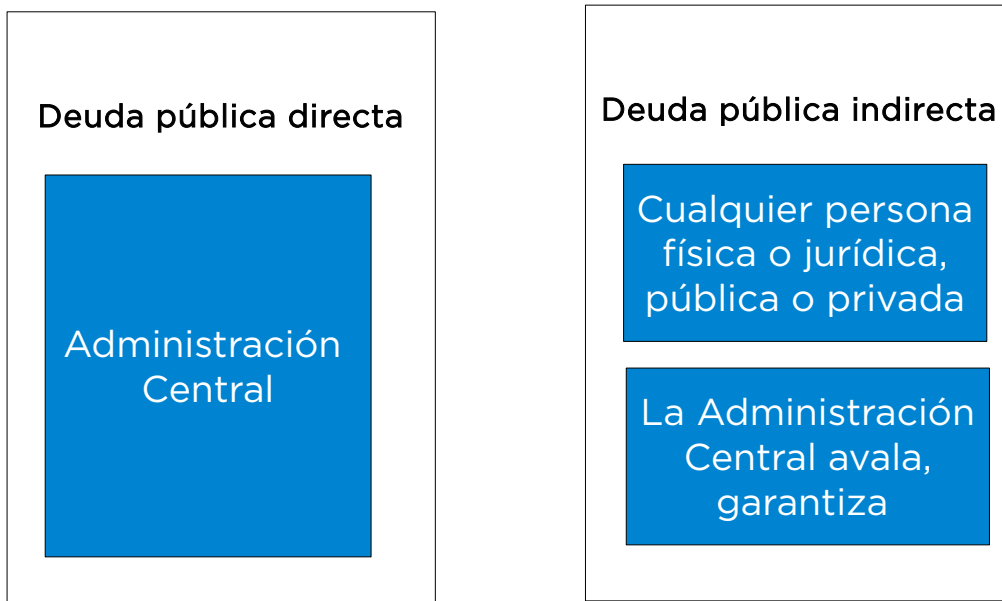 Deuda pública directa
Administración
Central
Deuda pública indirecta
Cualquier persona
física o jurídica,
pública o privada
La Administración
Central avala,
garantiza